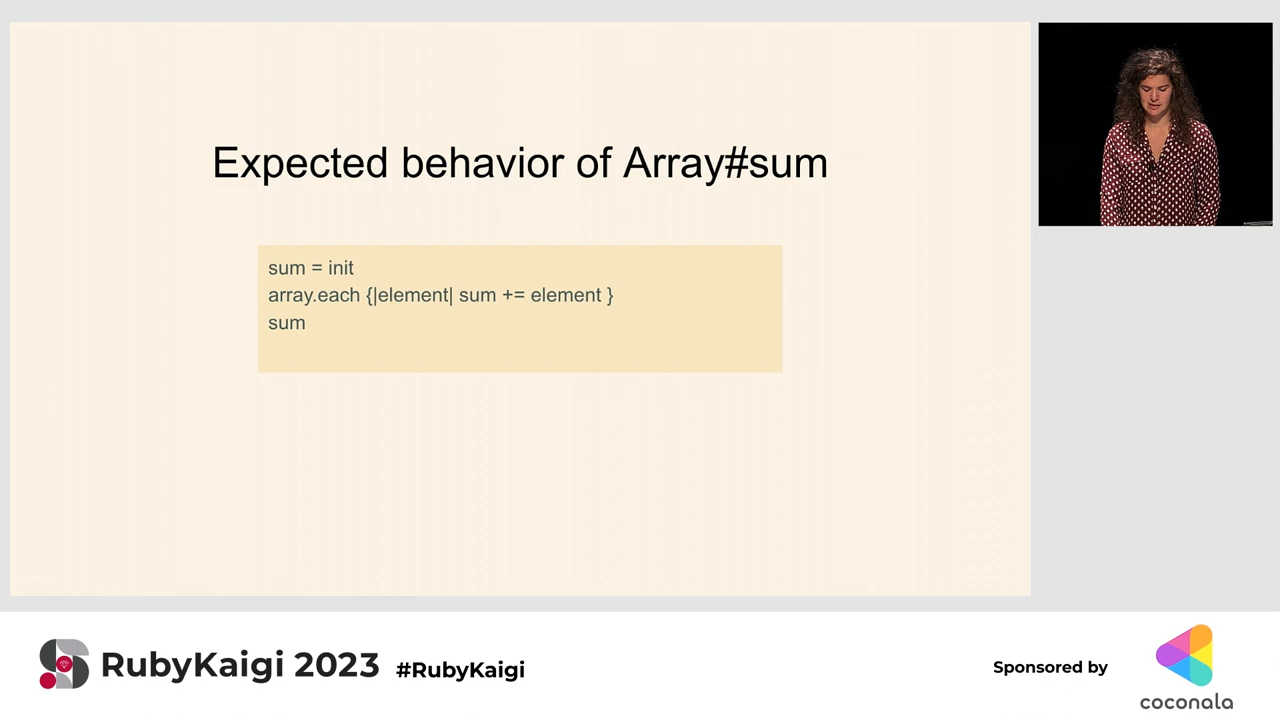 Expected behavior of Array#sum
sum = init
array.each {|element| sum += element }
sum
RubyKaigi 2023 #RubyKaigi
Sponsored by
coconala